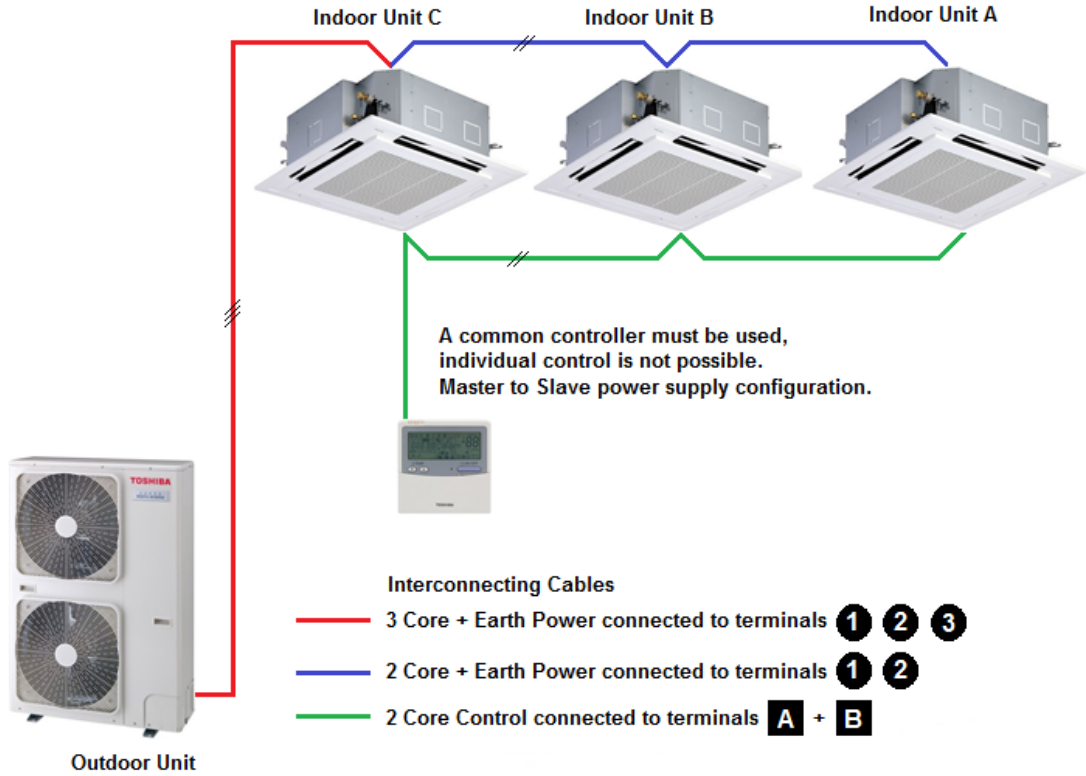 Indoor Unit C
Indoor Unit B
Indoor Unit A
A common controller must be used,
individual control is not possible.
Master to Slave power supply configuration.
TOSHIBA
TOSHIBA
Interconnecting Cables
3 Core + Earth Power connected to terminals 1 2 3
2 Core + Earth Power connected to terminals 1 2
2 Core Control connected to terminals A + B
Outdoor Unit